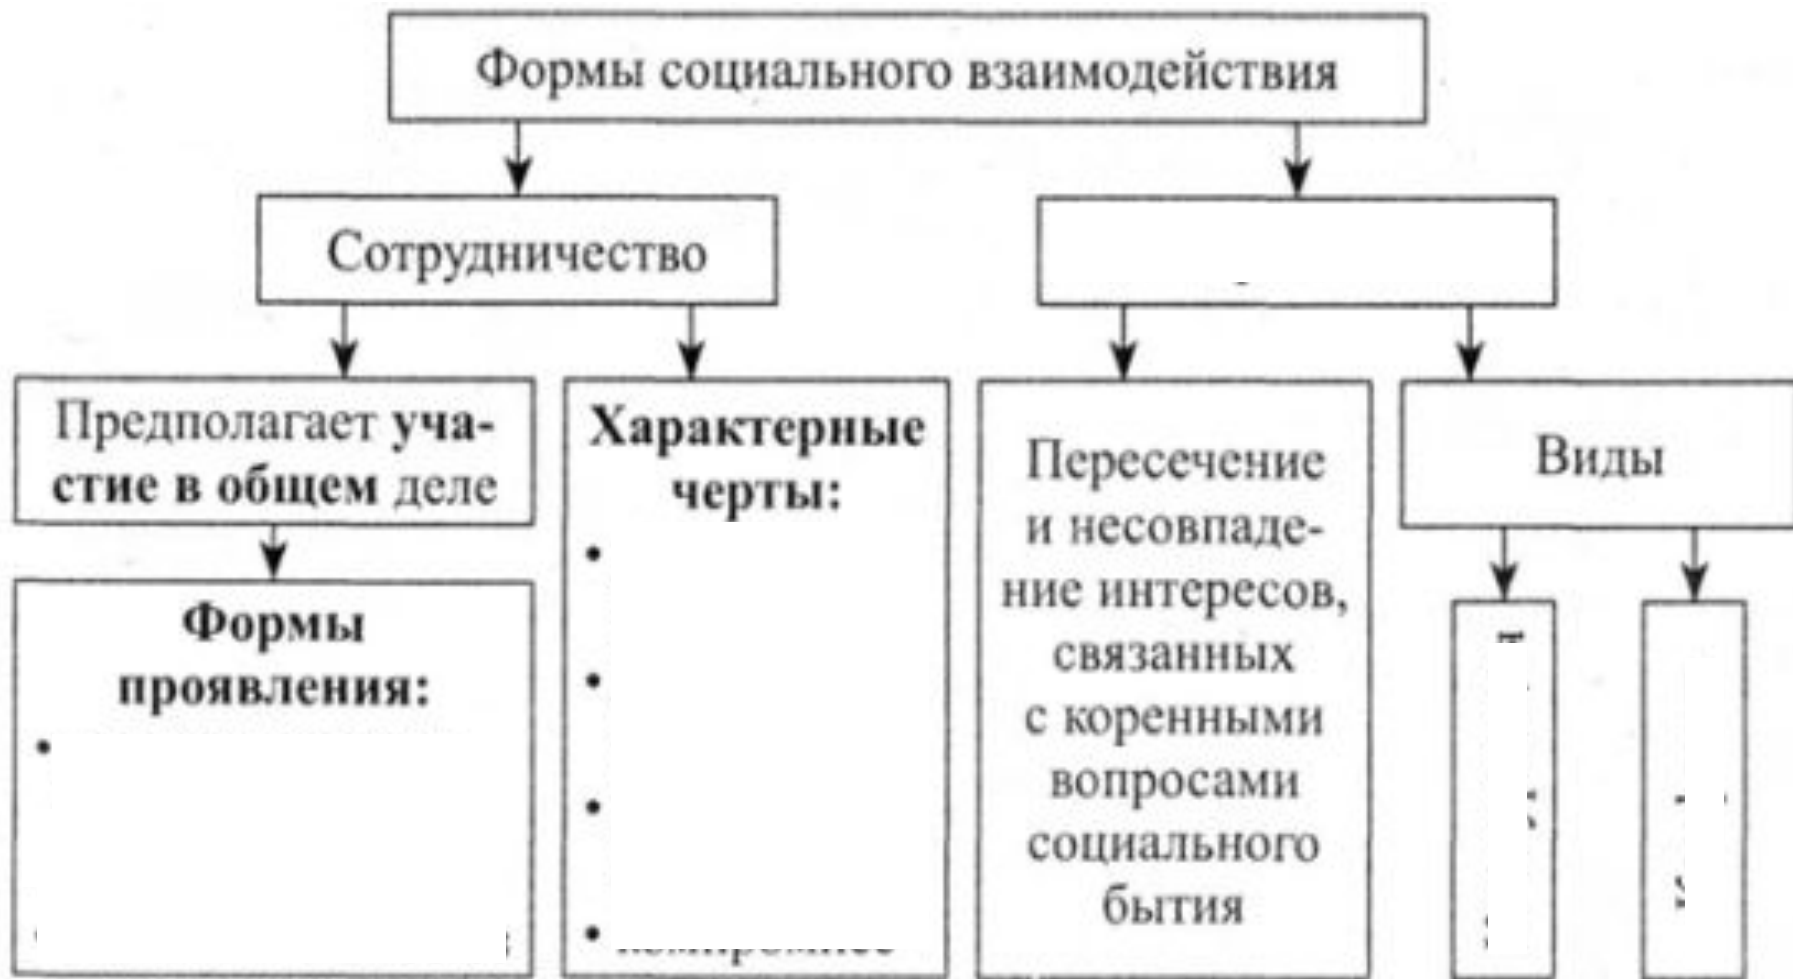 Формы социального взаимодействия
Сотрудничество
Предполагает уча-
стие в общем деле
Формы
проявления:
•
Характерные
черты:
•
•
•
•
Пересечение
и несовпаде-
ние интересов,
связанных
с коренными
вопросами
социального
бытия
Виды